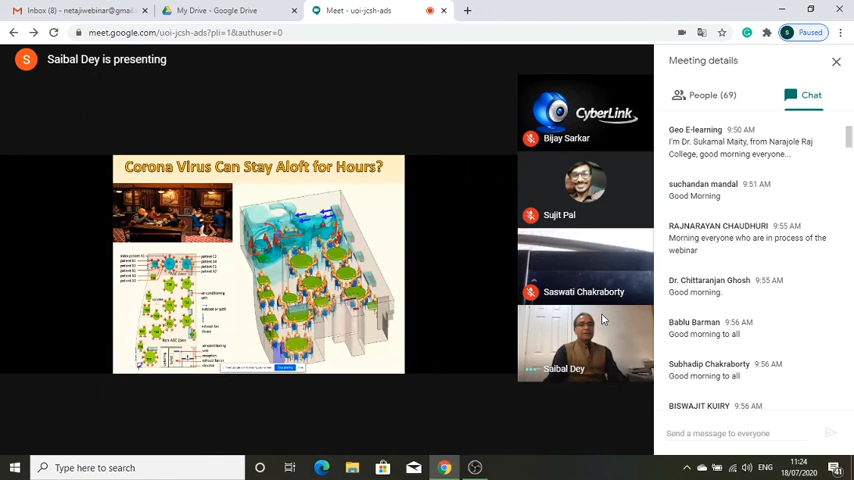 Inbox (8) - netajiwebinar@gmail.
My Drive - Google Drive
Meet - uoi-jcsh-ads
meet.google.com/uoi-jcsh-ads?pli=1&authuser=0
Paused
Saibal Dey is presenting
Meeting details
People (69)
Chat
Corona Virus Can Stay Aloft for Hours?
CyberLink
Bijay Sarkar
Sujit Pal
Saswati Chakraborty
Saibal Dey
Geo E-learning 9:50 AM
I'm Dr. Sukamal Maity, from Narajole Raj
College, good morning everyone...
suchandan mandal 9:51 AM
Good Morning
RAJNARAYAN CHAUDHURI 9:55 AM
Morning everyone who are in process of the
webinar
Dr. Chittaranjan Ghosh 9:55 AM
Good morning.
Bablu Barman 9:56 AM
Good morning to all
Subhadip Chakraborty 9:56 AM
Good morning to all
BISWAJIT KUIRY 9:56 AM
Send a message to everyone
Type here to search
ENG
11:24
18/07/2020
41